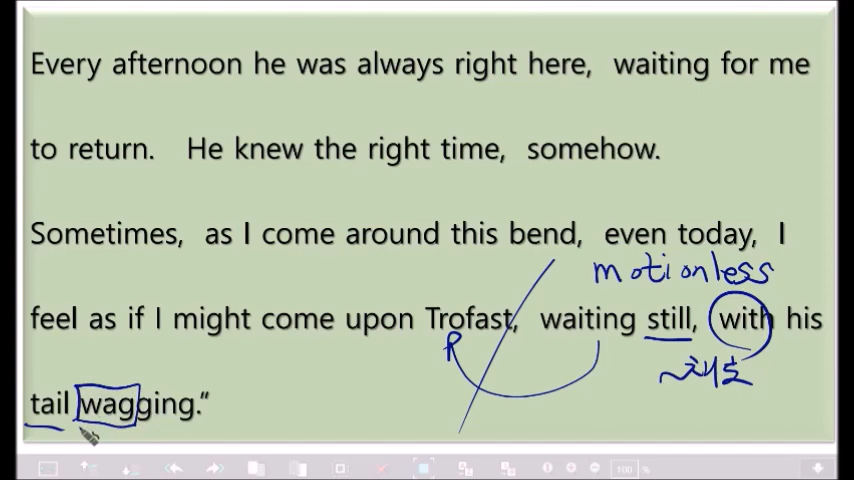 Every afternoon he was always right here, waiting for me
to return. He knew the right time, somehow.
Sometimes, as I come around this bend, even today, I
motionless
feel as if I might come upon Trofast, waiting still, with his
~채로
tail wagging.“
100 %